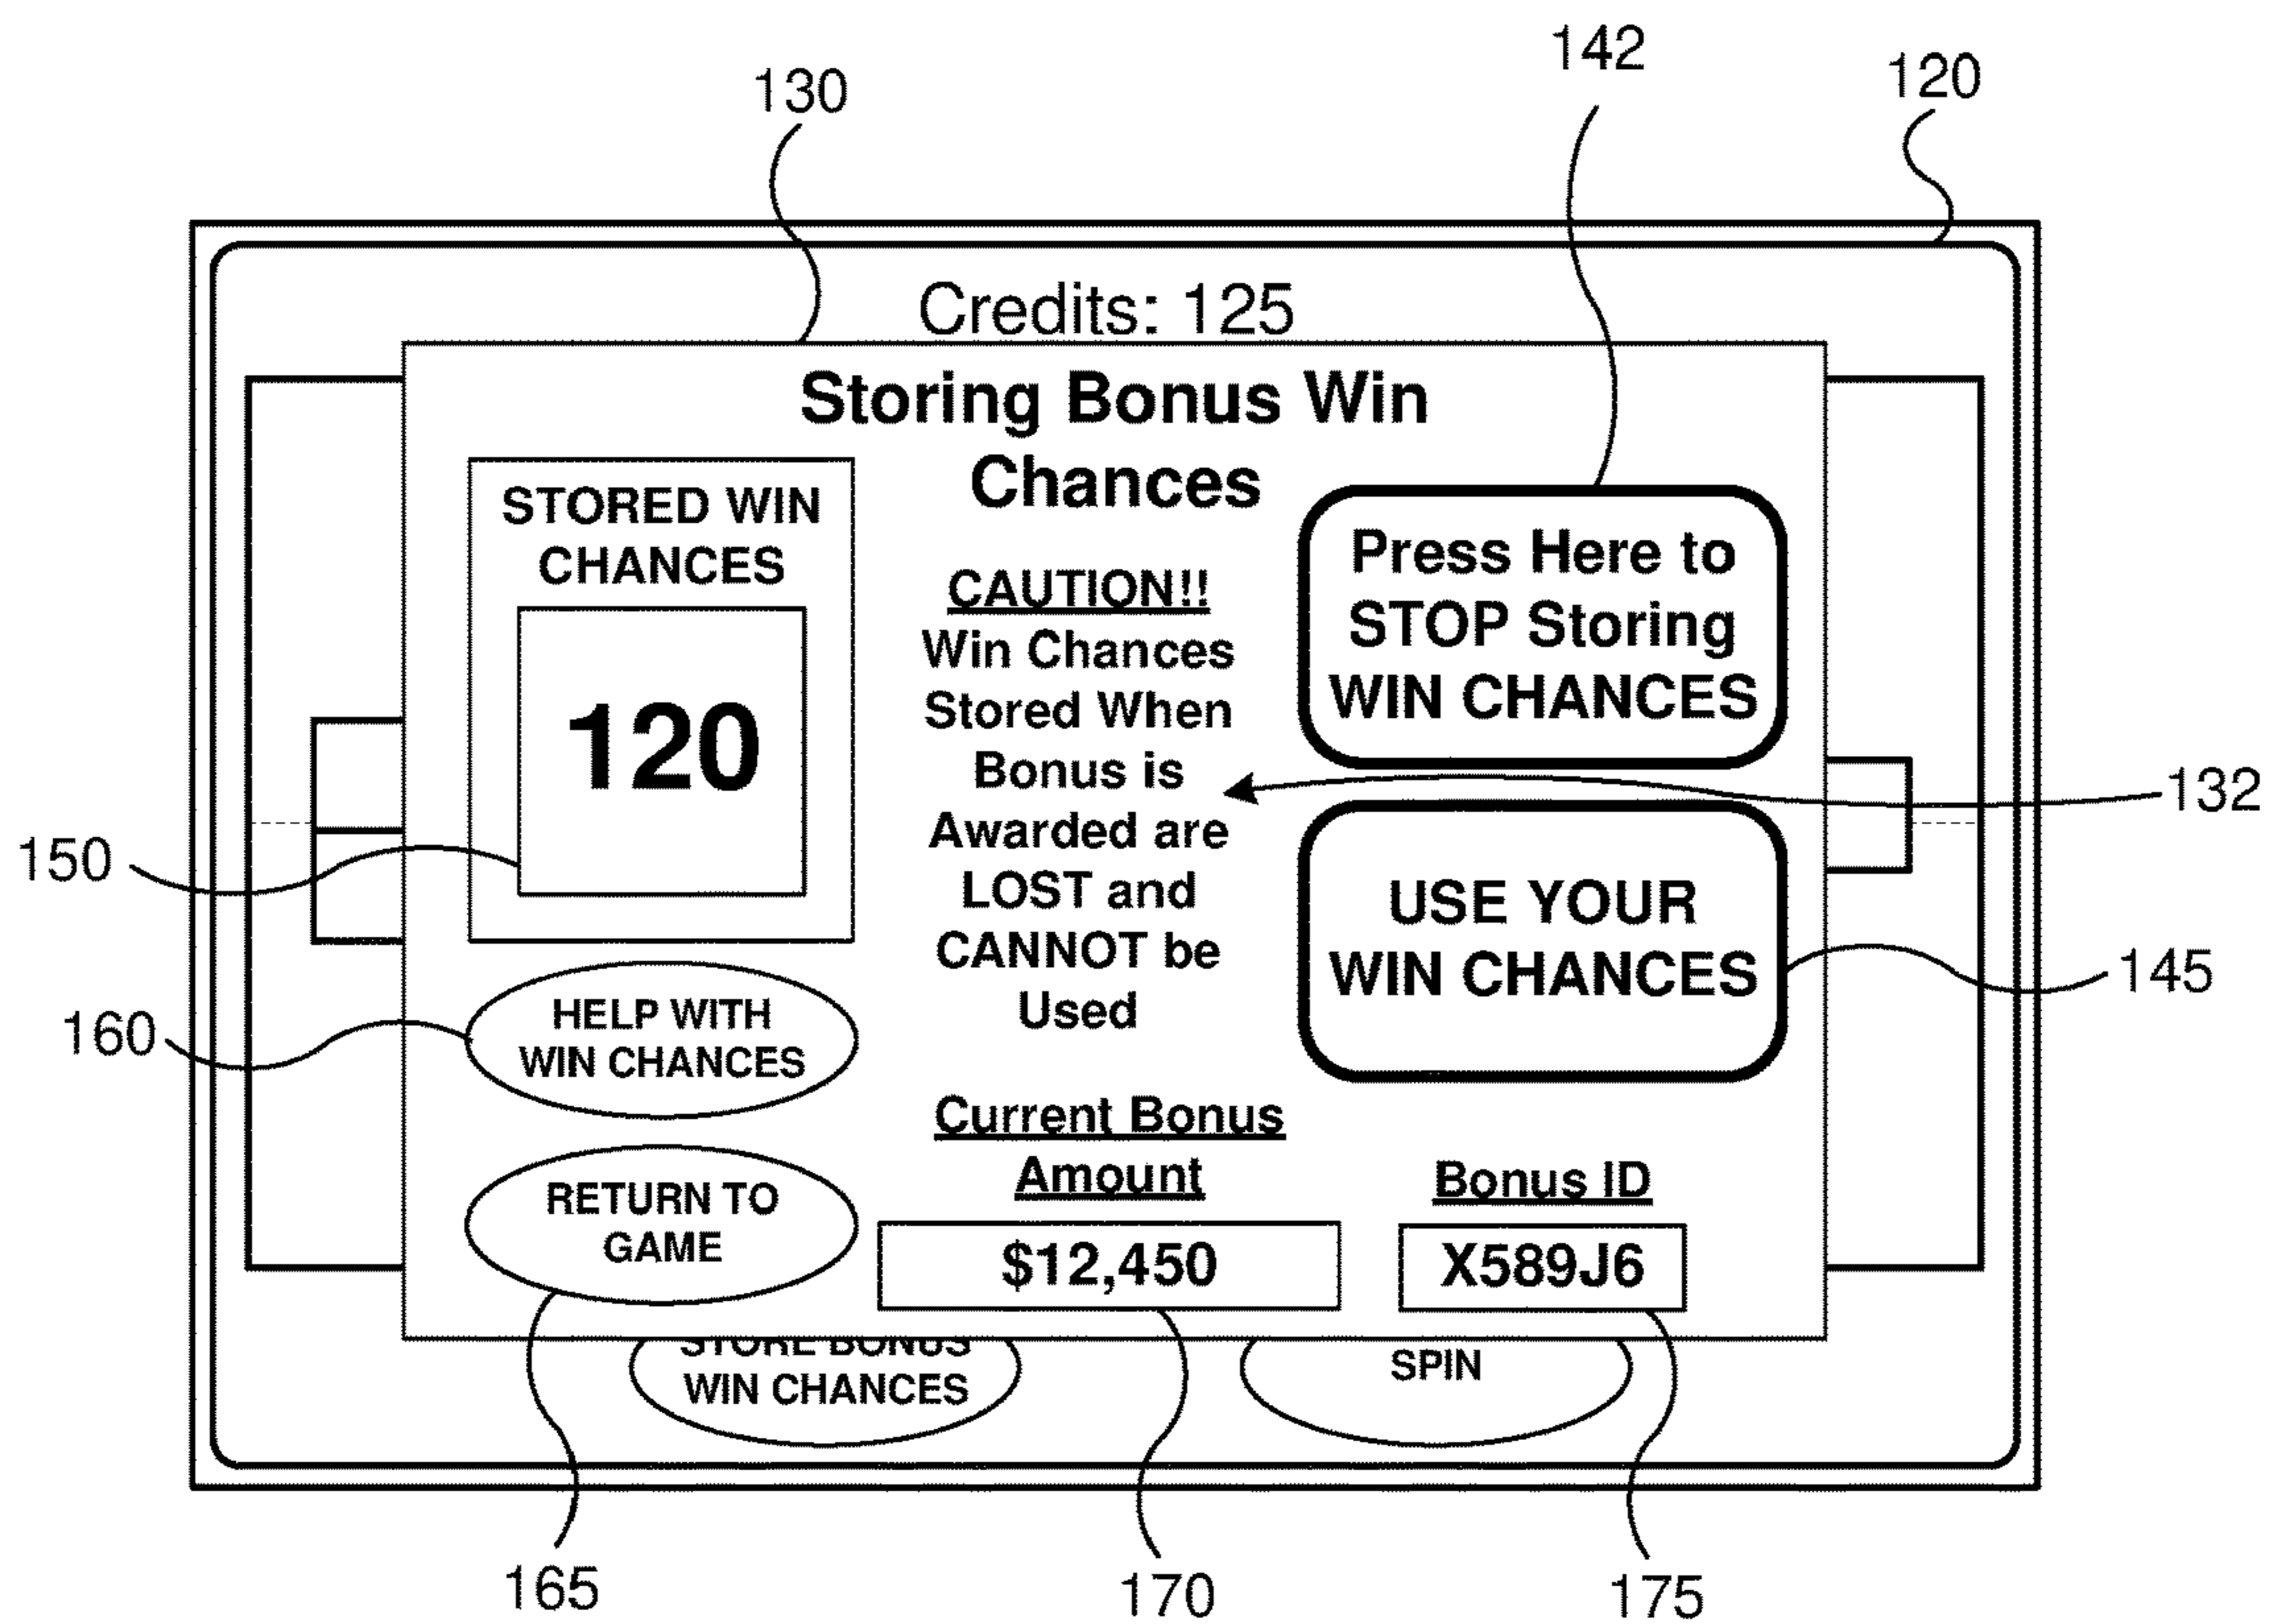 142
120
130
Credits: 125
Storing Bonus Win
Chances
STORED WIN
CHANCES
120
CAUTION!!
Win Chances
Stored When
Bonus is
Awarded are
LOST and
CANNOT be
Used
Press Here to
STOP Storing
WIN CHANCES
132
150
USE YOUR
WIN CHANCES
145
160
HELP WITH
WIN CHANCES
Current Bonus
Amount
Bonus ID
RETURN TO
GAME
$12,450
X589J6
STORE BONUS
WIN CHANCES
SPIN
165
170
175